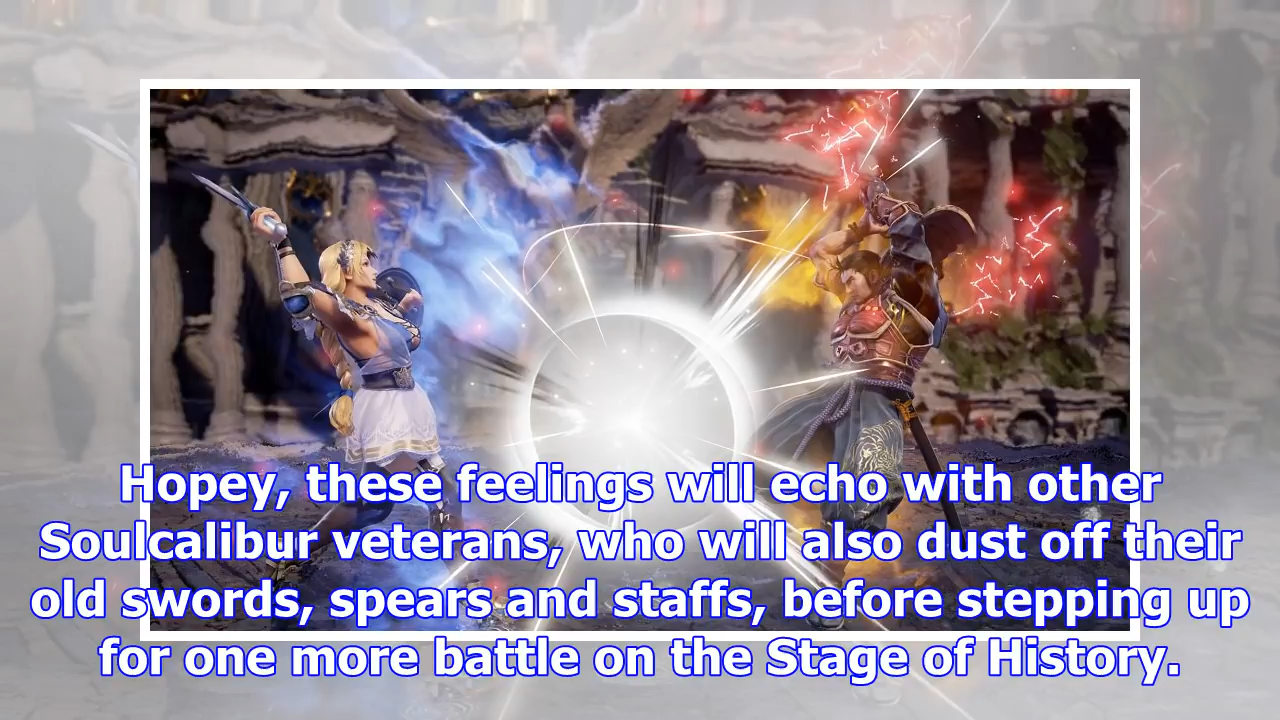 Hopey, these feelings will echo with other
Soulcalibur veterans, who will also dust off their
old swords, spears and staffs, before stepping up
for one more battle on the Stage of History.